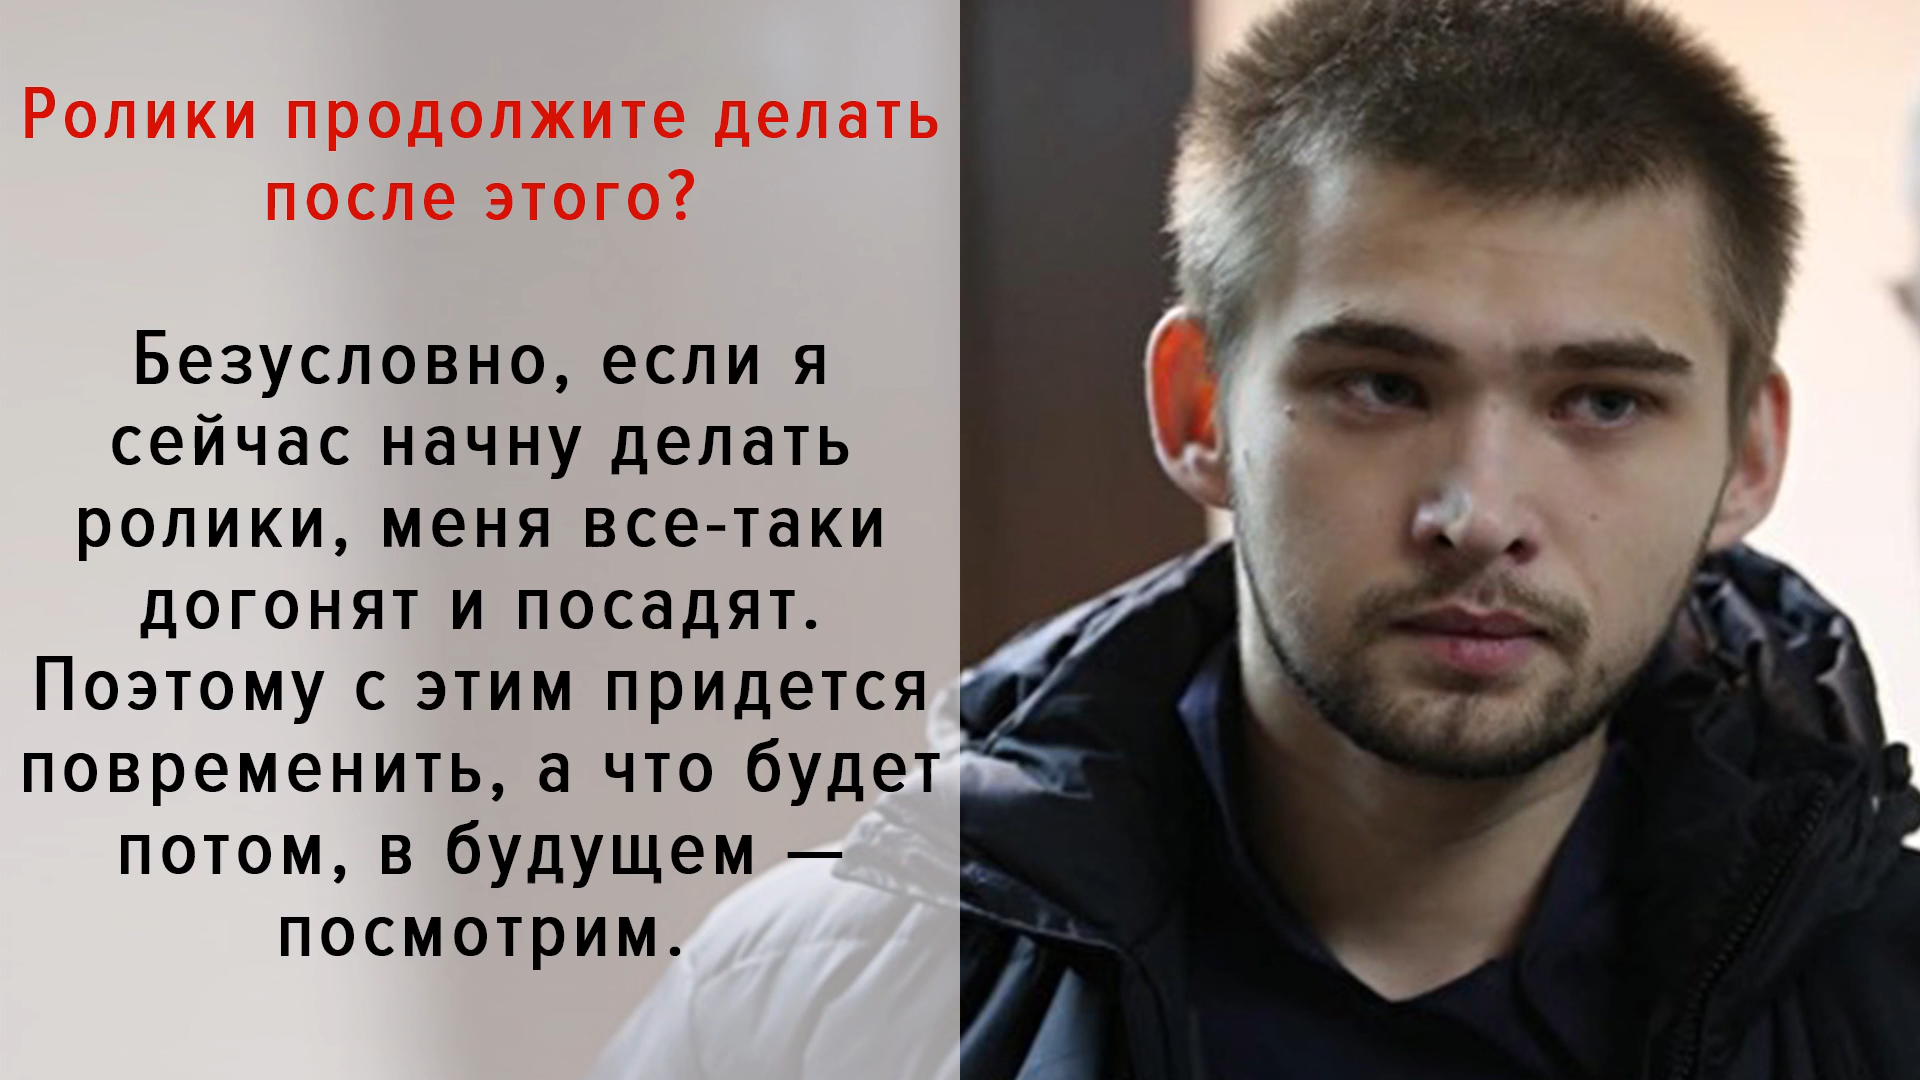 Ролики продолжите делать
после этого?
Безусловно, если я
сейчас начну делать
ролики, меня все-таки
догонят и посадят.
Поэтому с этим придется
повременить, а что будет
потом, в будущем —
посмотрим.